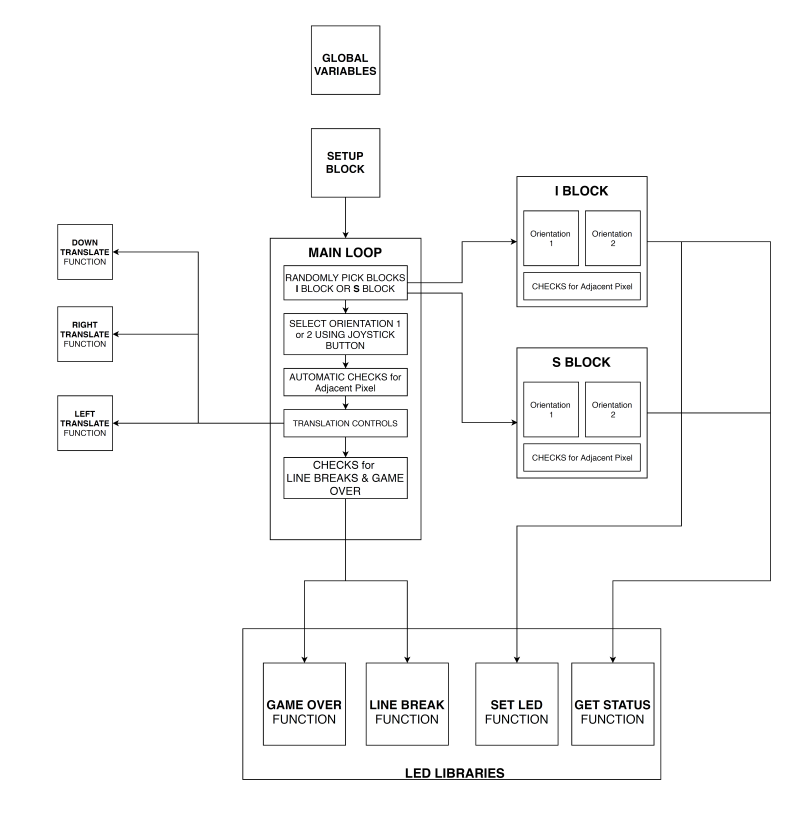 GLOBAL
VARIABLES
SETUP
BLOCK
I BLOCK
Orientation
1
Orientation
2
CHECKS for Adjacent Pixel
DOWN
TRANSLATE
FUNCTION
MAIN LOOP
RANDOMLY PICK BLOCKS
I BLOCK OR S BLOCK
RIGHT
TRANSLATE
FUNCTION
SELECT ORIENTATION 1
or 2 USING JOYSTICK
BUTTON
S BLOCK
Orientation
1
Orientation
2
CHECKS for Adjacent Pixel
AUTOMATIC CHECKS for
Adjacent Pixel
LEFT
TRANSLATE
FUNCTION
TRANSLATION CONTROLS
CHECKS for
LINE BREAKS & GAME
OVER
GAME OVER
FUNCTION
LINE BREAK
FUNCTION
SET LED
FUNCTION
GET STATUS
FUNCTION
LED LIBRARIES